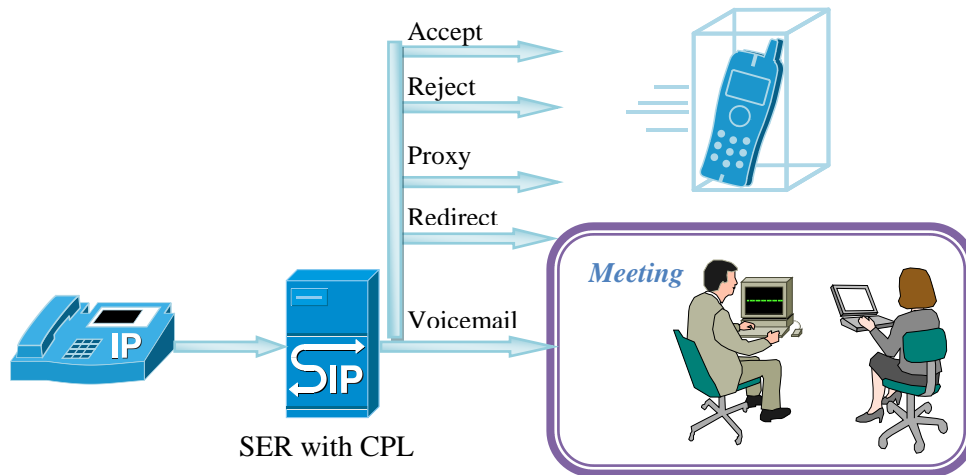 Accept
Reject
Proxy
Redirect
Meeting
Voicemail
IP
SIP
SER with CPL